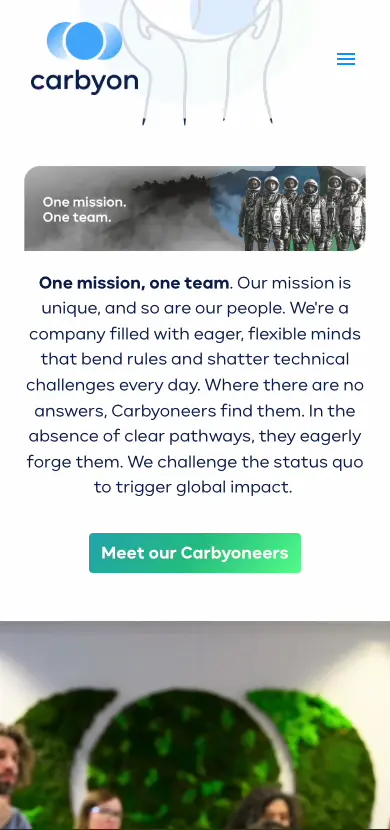 carbyon
One mission.
One team.
One mission, one team. Our mission is
unique, and so are our people. We're a
company filled with eager, flexible minds
that bend rules and shatter technical
challenges every day. Where there are no
answers, Carbyoneers find them. In the
absence of clear pathways, they eagerly
forge them. We challenge the status quo
to trigger global impact.
Meet our Carbyoneers